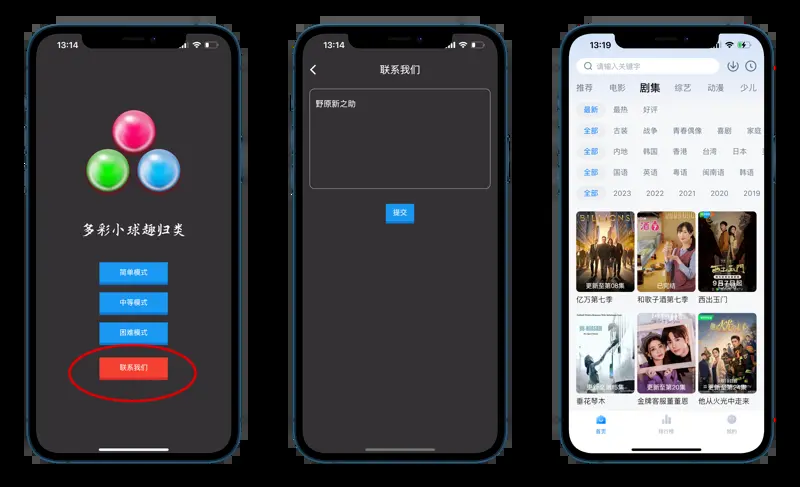 13:14
多彩小球趣归类
简单模式
中等模式
困难模式
联系我们
13:14
联系我们
野原新之助
提交
13:19
请输入关键字
推荐 电影 剧集 综艺 动漫 少儿
最新 最热 好评
全部 古装 战争 青春偶像 喜剧 家庭
全部 内地 韩国 香港 台湾 日本
全部 国语 英语 粤语 闽南语 韩语
全部 2023 2022 2021 2020 2019
BILLIONS
更新至第08集
已完结
西出玉门
9月7日起
亿万第七季 和歌子酒第七季 西出玉门
更新至第20集
更新至第24集
垂花琴木 金牌客服董董恩 他从火光中走来
首页 排行榜 我的